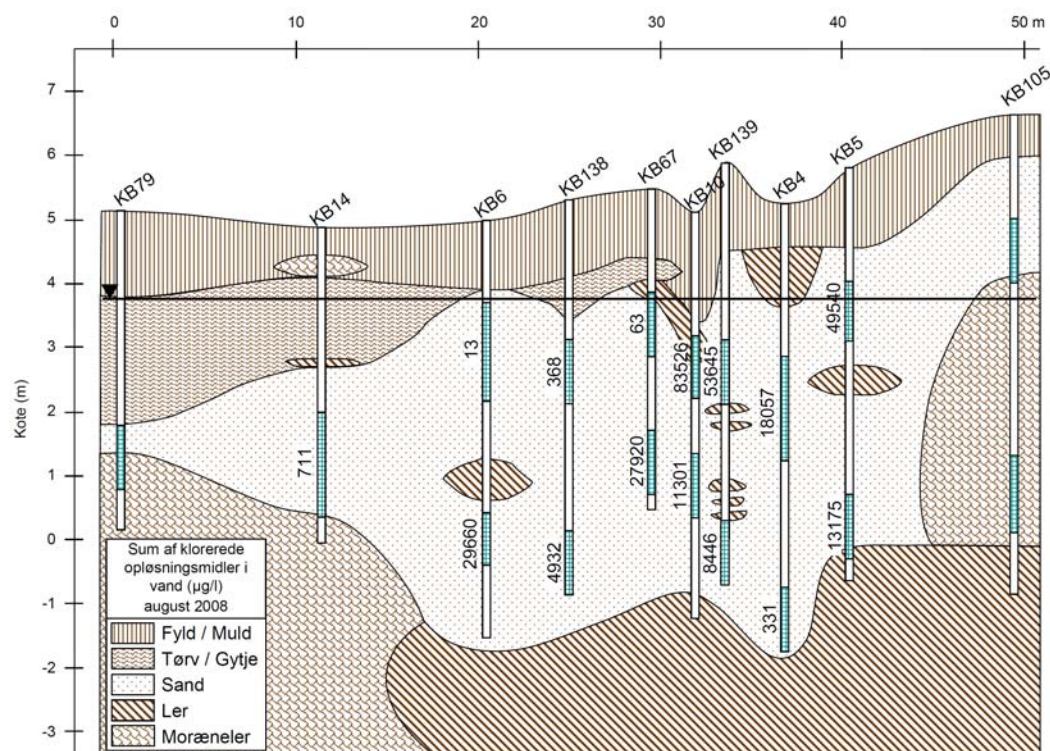 0 10 20 30 40 50 m
7
6
5
4
3
2
1
0
-1
-2
-3
Kote (m)
KB79
KB14
KB6
KB138
KB67
KB10
KB139
KB4
KB5
KB105
711
13
29660
368
4932
63
27920
83526
11301
53645
8446
18057
331
49540
13175
Sum af klorerede
opløsningsmidler i
vand (µg/l)
august 2008
Fyld / Muld
Tørv / Gytje
Sand
Ler
Moræneler